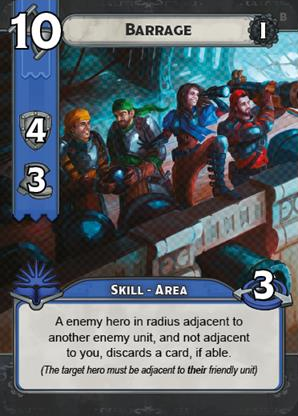 10
BARRAGE
I
B
4
3
SKILL - AREA
3
A enemy hero in radius adjacent to
another enemy unit, and not adjacent
to you, discards a card, if able.
(The target hero must be adjacent to their friendly unit)